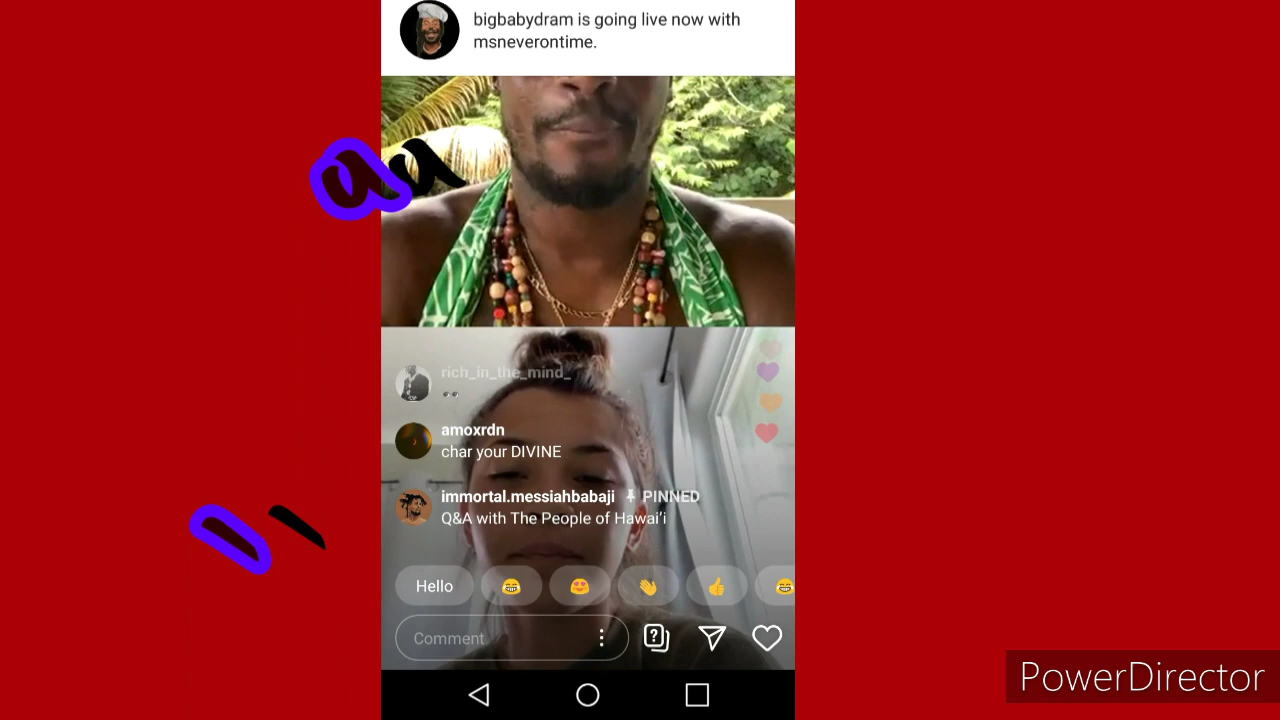 bigbabydram is going live now with
msneverontime.
rich_in_the_mind_
amoxrdn
char your DIVINE
immortal.messiahbabaji PINNED
Q&A with The People of Hawai'i
Hello
Comment
PowerDirector